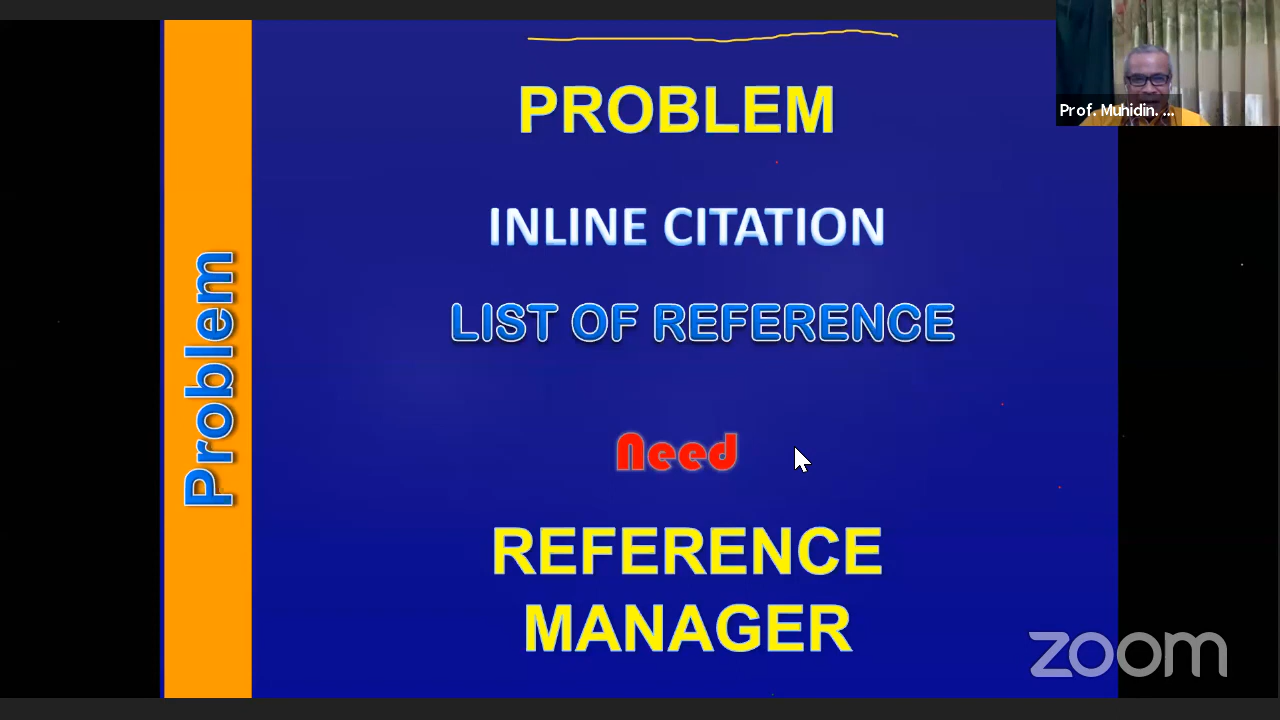 Problem
PROBLEM
INLINE CITATION
LIST OF REFERENCE
Need
REFERENCE
MANAGER
Prof. Muhidin. ...
zoom